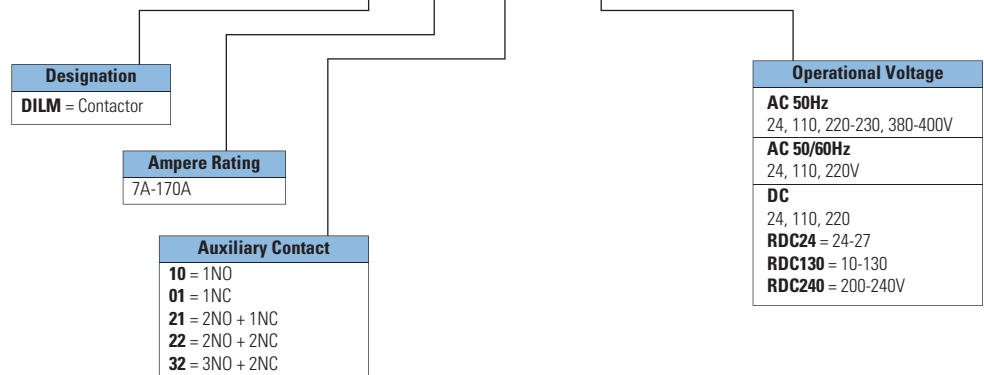 Designation
DILM = Contactor
Ampere Rating
7A-170A
Auxiliary Contact
10 = 1NO
01 = 1NC
21 = 2NO + 1NC
22 = 2NO + 2NC
32 = 3NO + 2NC
Operational Voltage
AC 50Hz
24, 110, 220-230, 380-400V
AC 50/60Hz
24, 110, 220V
DC
24, 110, 220
RDC24 = 24-27
RDC130 = 10-130
RDC240 = 200-240V